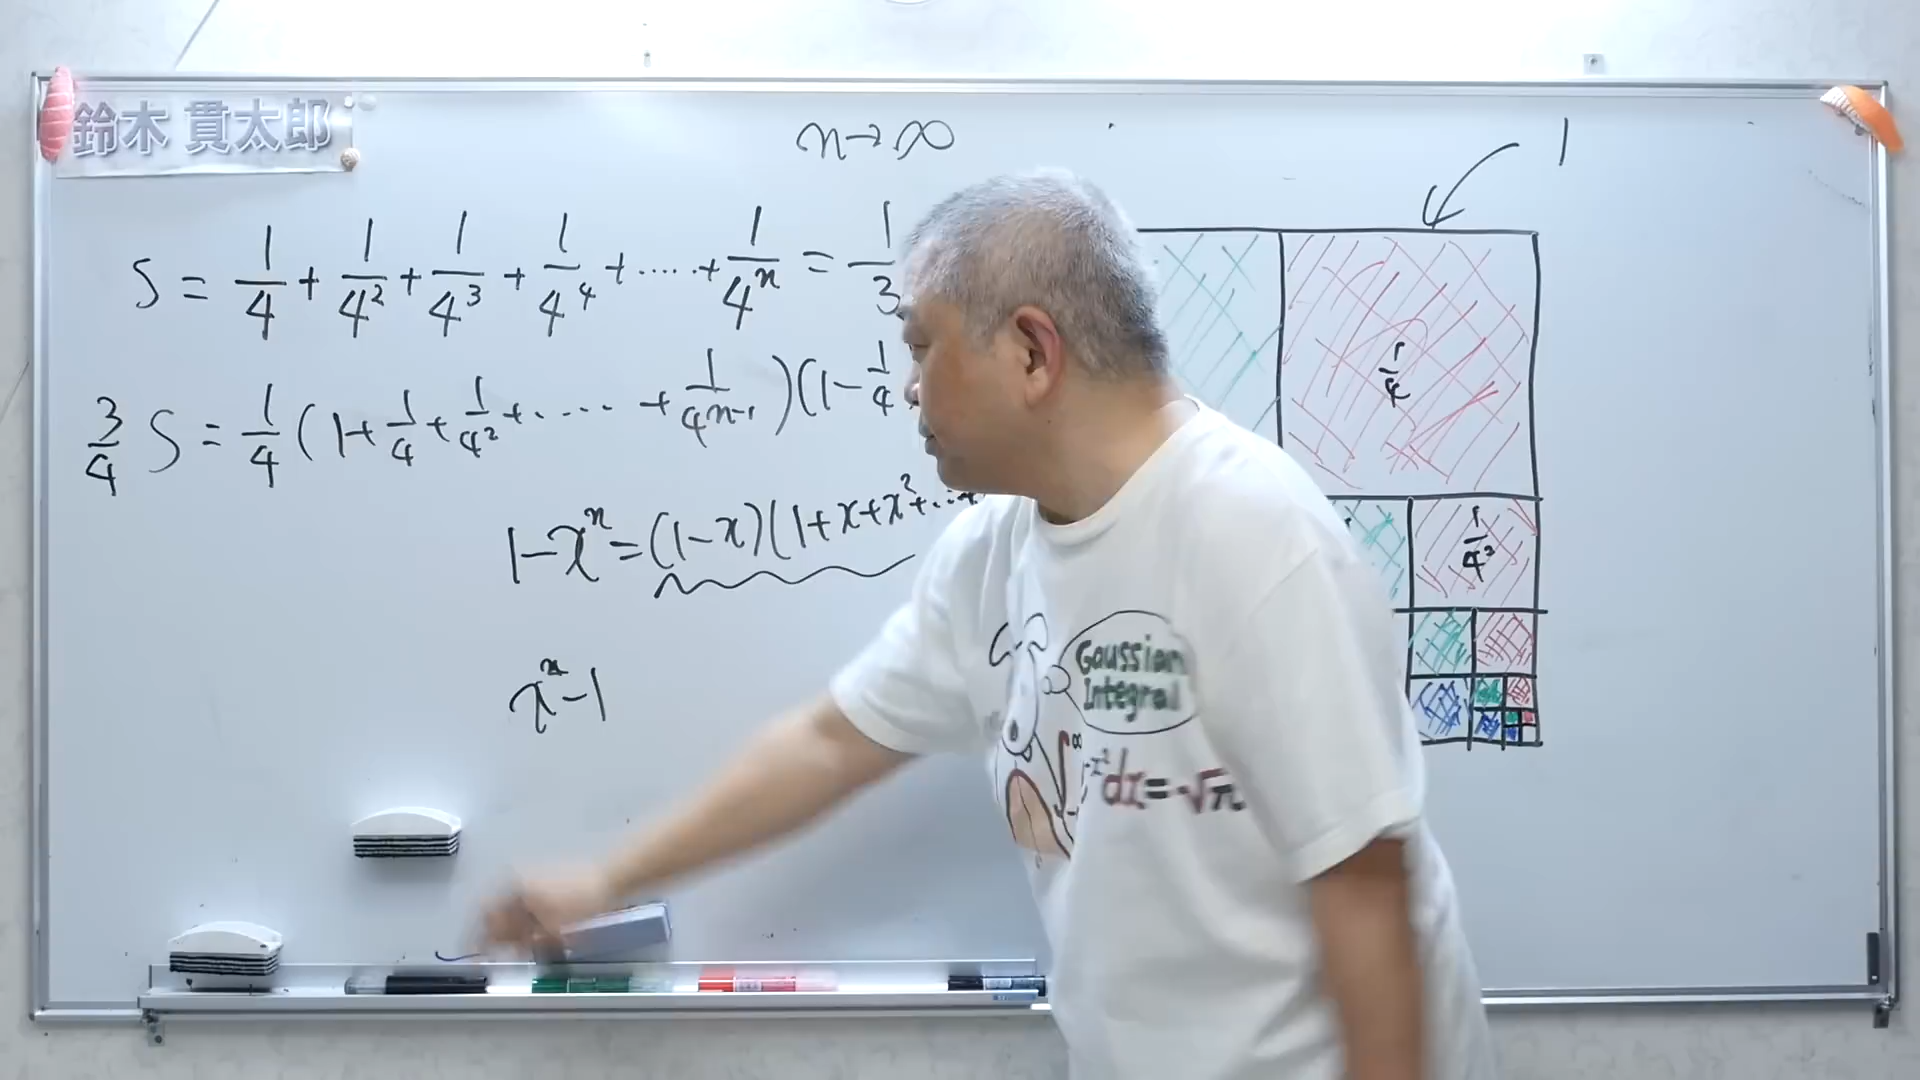 鈴木 貫太郎
n→∞
1
S = 1/4 + 1/4² + 1/4³ + 1/4⁴ + ..... + 1/4ⁿ = 1/3
3/4 S = 1/4 (1 + 1/4 + 1/4² + ..... + 1/4ⁿ⁻¹)(1 - 1/4
1-xⁿ = (1-x)(1+x+x²+...+
xⁿ-1
1/4
1/4²
Gaussian
Integral
∫ ∞ -x² dx = √π